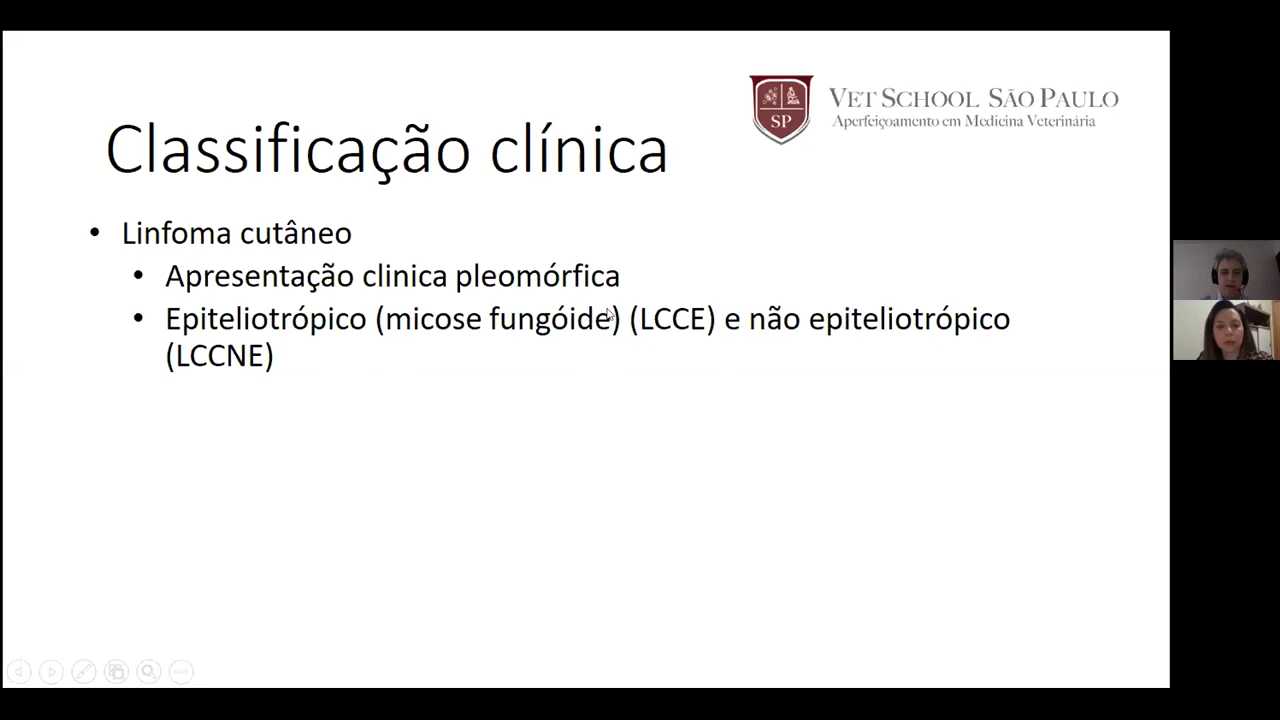 VET SCHOOL SÃO PAULO
Aperfeiçoamento em Medicina Veterinária
SP
Classificação clínica
• Linfoma cutâneo
• Apresentação clinica pleomórfica
• Epiteliotrópico (micose fungóide) (LCCE) e não epiteliotrópico
(LCCNE)